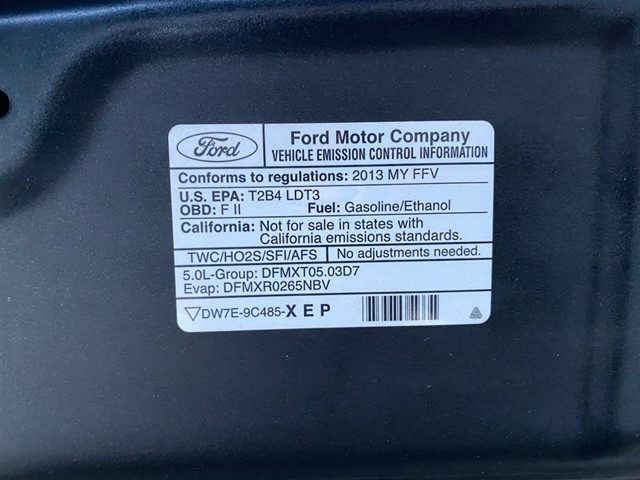 Ford
Ford Motor Company
VEHICLE EMISSION CONTROL INFORMATION
Conforms to regulations: 2013 MY FFV
U.S. EPA: T2B4 LDT3
OBD: F II Fuel: Gasoline/Ethanol
California: Not for sale in states with
California emissions standards.
TWC/HO2S/SFI/AFS No adjustments needed.
5.0L-Group: DFMXT05.03D7
Evap: DFMXR0265NBV
DW7E-9C485-X E P